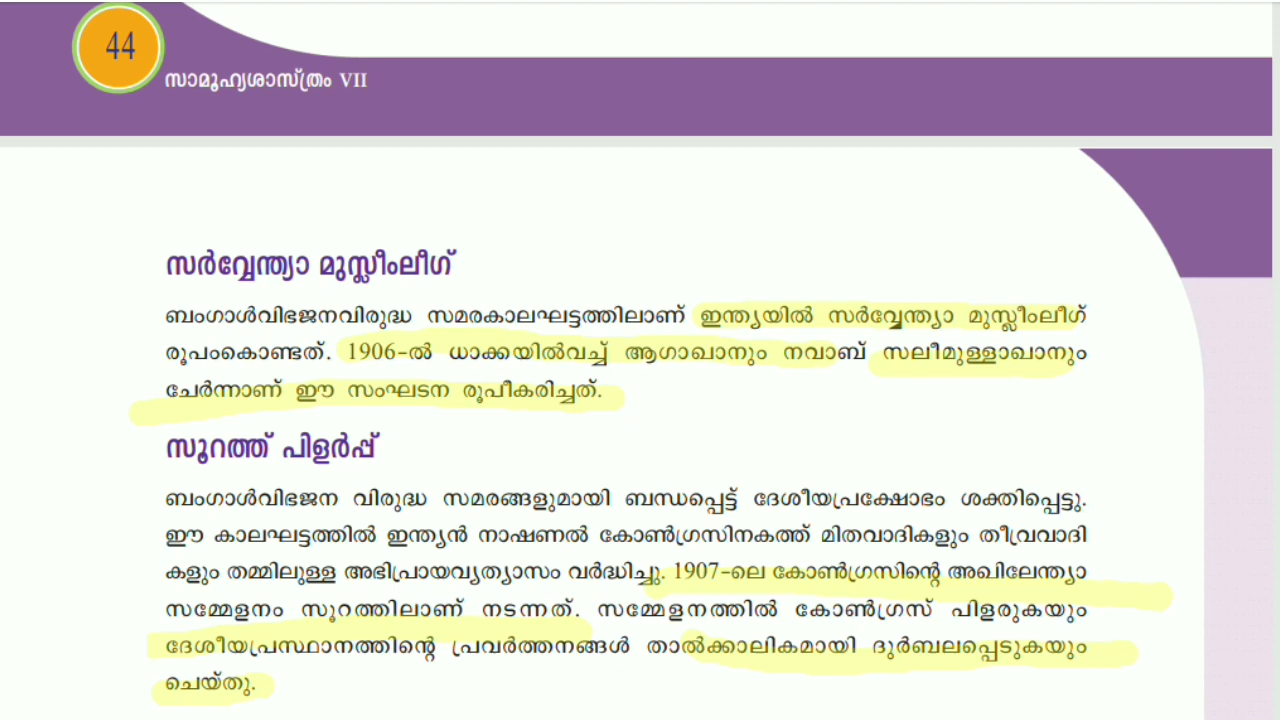 44
സാമൂഹ്യശാസ്ത്രം VII
സർവ്വേന്ത്യാ മുസ്ലീംലീഗ്
ബംഗാൾവിഭജനവിരുദ്ധ സമരകാലഘട്ടത്തിലാണ് ഇന്ത്യയിൽ സർവ്വേന്ത്യാ മുസ്ലീംലീഗ്
രൂപംകൊണ്ടത്. 1906-ൽ ധാക്കയിൽവച്ച് ആഗാഖാനും നവാബ് സലീമുള്ളാഖാനും
ചേർന്നാണ് ഈ സംഘടന രൂപീകരിച്ചത്.
സൂറത്ത് പിളർപ്പ്
ബംഗാൾവിഭജന വിരുദ്ധ സമരങ്ങളുമായി ബന്ധപ്പെട്ട് ദേശീയപ്രക്ഷോഭം ശക്തിപ്പെട്ടു.
ഈ കാലഘട്ടത്തിൽ ഇന്ത്യൻ നാഷണൽ കോൺഗ്രസിനകത്ത് മിതവാദികളും തീവ്രവാദി
കളും തമ്മിലുള്ള അഭിപ്രായവ്യത്യാസം വർദ്ധിച്ചു. 1907-ലെ കോൺഗ്രസിന്റെ അഖിലേന്ത്യാ
സമ്മേളനം സൂറത്തിലാണ് നടന്നത്. സമ്മേളനത്തിൽ കോൺഗ്രസ് പിളരുകയും
ദേശീയപ്രസ്ഥാനത്തിന്റെ പ്രവർത്തനങ്ങൾ താൽക്കാലികമായി ദുർബലപ്പെടുകയും
ചെയ്തു.